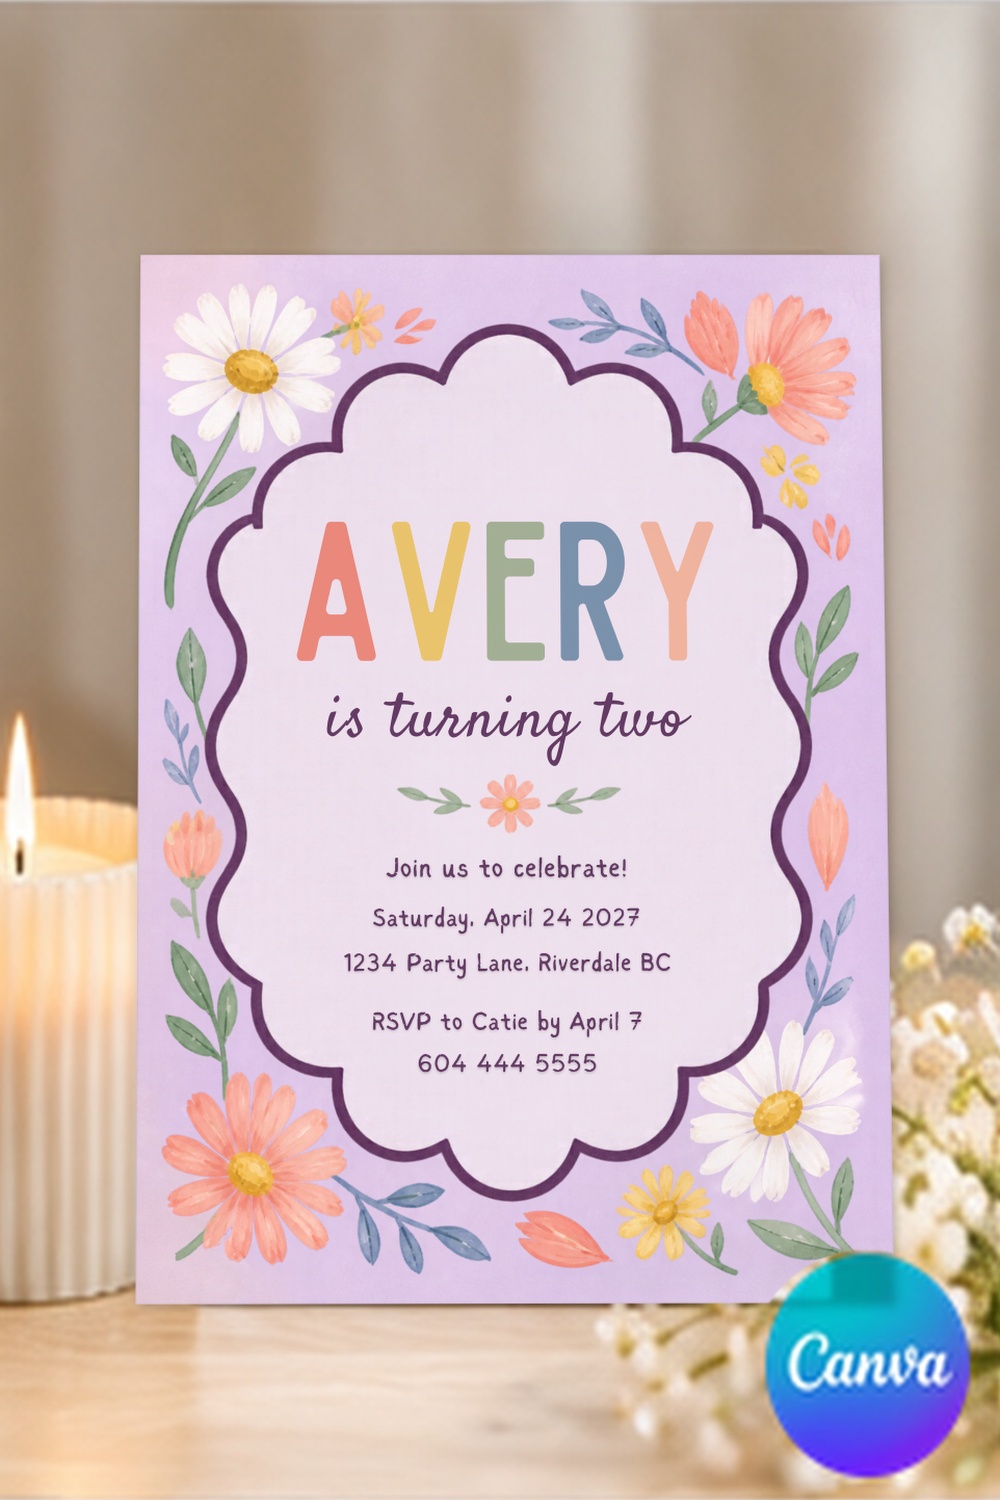 AVERY
is turning two
Join us to celebrate!
Saturday, April 24 2027
1234 Party Lane, Riverdale BC
RSVP to Catie by April 7
604 444 5555
Canva